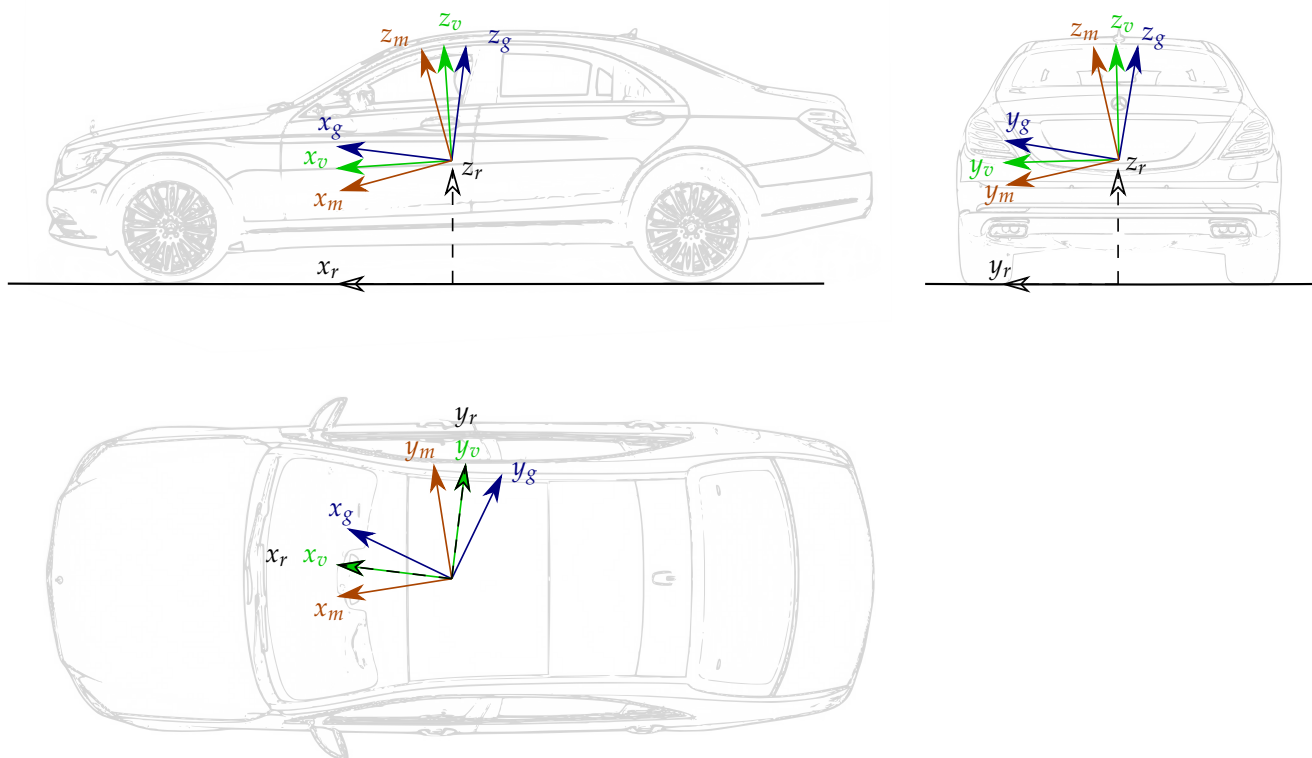 z_m z_v z_g
x_g
x_v
x_m
z_r
x_r
z_m z_v z_g
y_g
y_v
y_m
z_r
y_r
y_r
y_m y_v y_g
x_g
x_r x_v
x_m